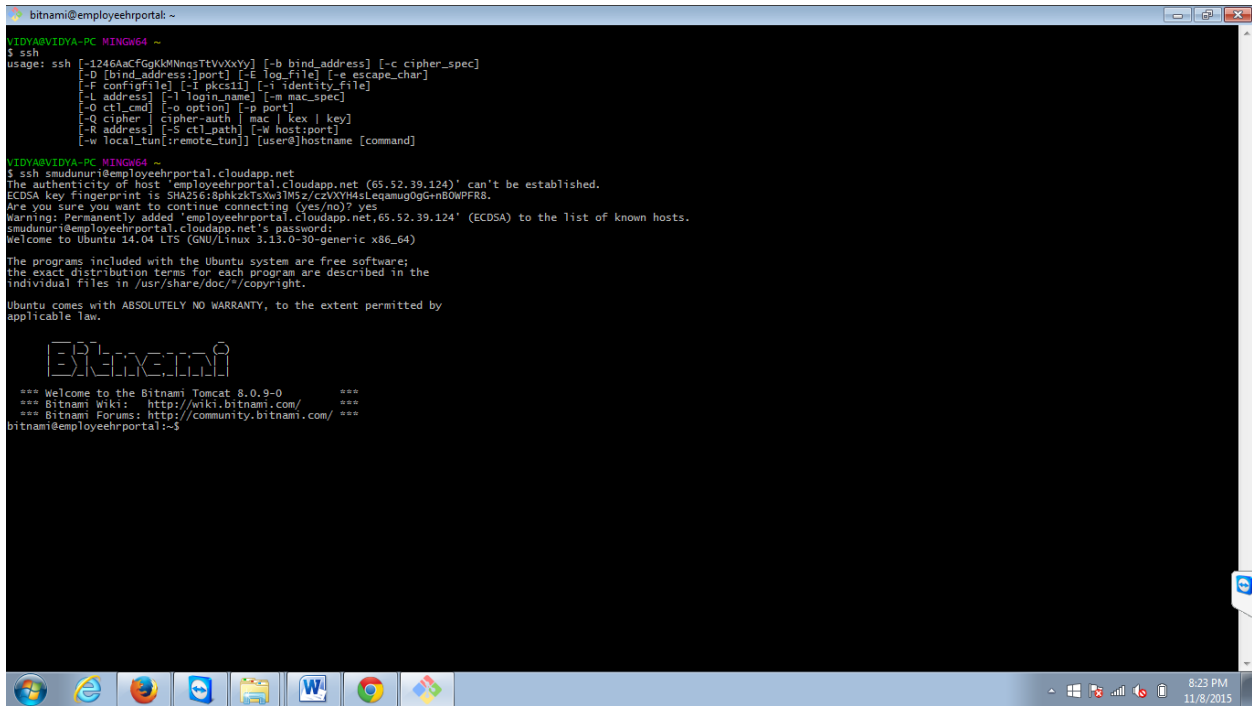 bitnami@employeehrportal: ~
VIDYA@VIDYA-PC MINGW64 ~
$ ssh
usage: ssh [-1246AaCfGgKkMNnqsTtVvXxYy] [-b bind_address] [-c cipher_spec]
[-D [bind_address:]port] [-E log_file] [-e escape_char]
[-F configfile] [-I pkcs11] [-i identity_file]
[-L address] [-l login_name] [-m mac_spec]
[-O ctl_cmd] [-o option] [-p port]
[-Q cipher | cipher-auth | mac | kex | key]
[-R address] [-S ctl_path] [-W host:port]
[-w local_tun[:remote_tun]] [user@]hostname [command]
VIDYA@VIDYA-PC MINGW64 ~
$ ssh smudunuri@employeehrportal.cloudapp.net
The authenticity of host 'employeehrportal.cloudapp.net (65.52.39.124)' can't be established.
ECDSA key fingerprint is SHA256:8phkzkTsXw3lM5z/czVXYH4sLeqamugOgG+nB0WPFR8.
Are you sure you want to continue connecting (yes/no)? yes
Warning: Permanently added 'employeehrportal.cloudapp.net,65.52.39.124' (ECDSA) to the list of known hosts.
smudunuri@employeehrportal.cloudapp.net's password:
Welcome to Ubuntu 14.04 LTS (GNU/Linux 3.13.0-30-generic x86_64)
The programs included with the Ubuntu system are free software;
the exact distribution terms for each program are described in the
individual files in /usr/share/doc/*/copyright.
Ubuntu comes with ABSOLUTELY NO WARRANTY, to the extent permitted by
applicable law.
Bitnami
*** Welcome to the Bitnami Tomcat 8.0.9-0 ***
*** Bitnami Wiki: http://wiki.bitnami.com/ ***
*** Bitnami Forums: http://community.bitnami.com/ ***
bitnami@employeehrportal:~$
8:23 PM
11/8/2015